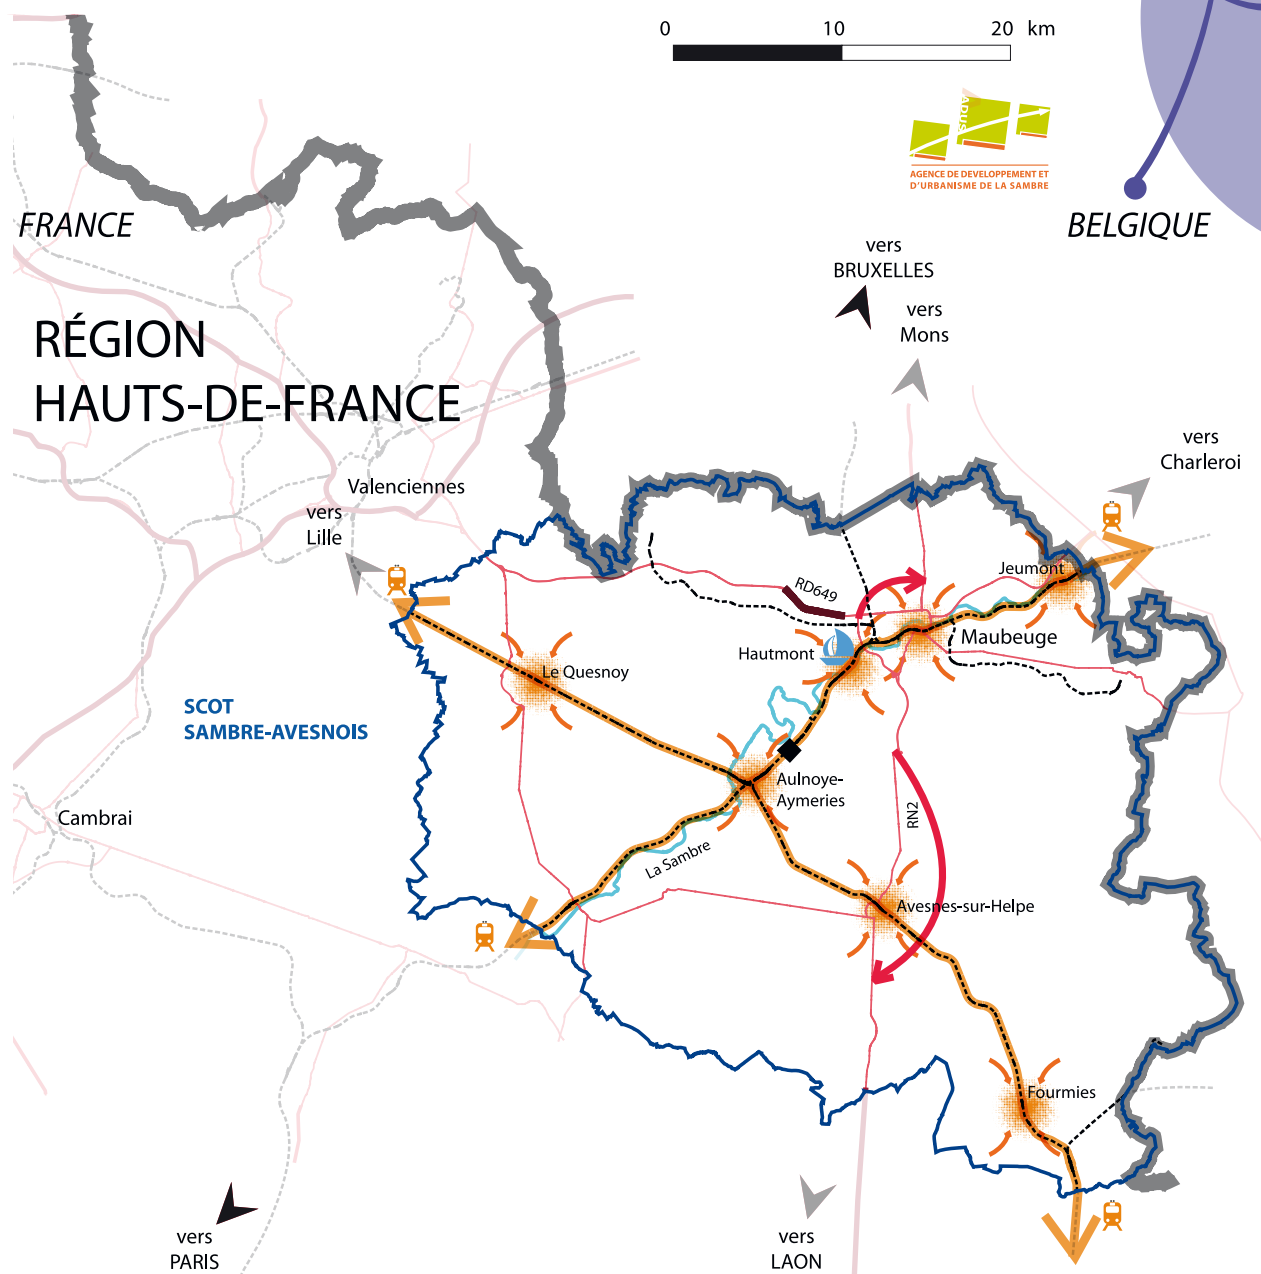 0 10 20 km
ADUS
AGENCE DE DEVELOPPEMENT ET
D'URBANISME DE LA SAMBRE
FRANCE
BELGIQUE
vers
BRUXELLES
vers
Mons
RÉGION
HAUTS-DE-FRANCE
vers
Charleroi
Valenciennes
vers
Lille
Jeumont
RD649
Maubeuge
Hautmont
Le Quesnoy
SCOT
SAMBRE-AVESNOIS
Aulnoye-
Aymeries
Cambrai
RN2
La Sambre
Avesnes-sur-Helpe
Fourmies
vers
PARIS
vers
LAON